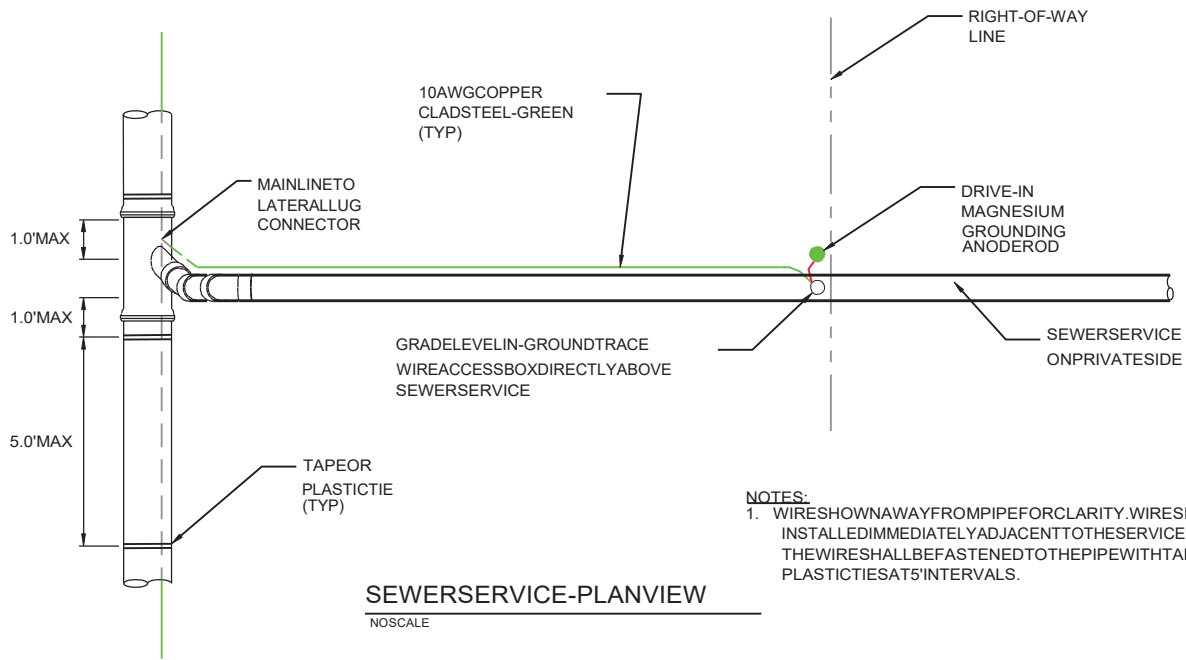 RIGHT-OF-WAY
LINE
10AWGCOPPER
CLADSTEEL-GREEN
(TYP)
MAINLINETO
LATERALLUG
CONNECTOR
DRIVE-IN
MAGNESIUM
GROUNDING
ANODEROD
1.0'MAX
1.0'MAX
GRADELEVELIN-GROUNDTRACE
WIREACCESSBOXDIRECTLYABOVE
SEWERSERVICE
SEWERSERVICE
ONPRIVATESIDE
5.0'MAX
TAPEOR
PLASTICTIE
(TYP)
NOTES:
1. WIRESHOWNAWAYFROMPIPEFORCLARITY.WIRES
INSTALLEDIMMEDIATELYADJACENTTOTHESERVICE
THEWIRESHALLBEFASTENEDTOTHEPIPEWITHTA
PLASTICTIESAT5'INTERVALS.
SEWERSERVICE-PLANVIEW
NOSCALE